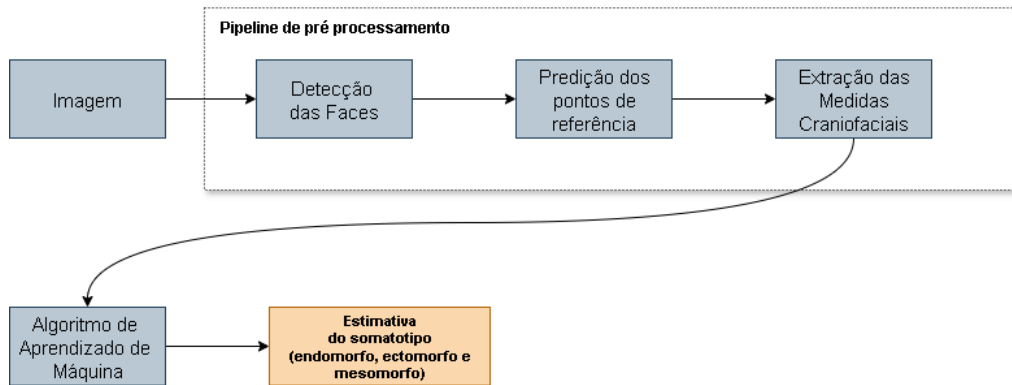 Pipeline de pré processamento
Imagem
Detecção
das Faces
Predição dos
pontos de
referência
Extração das
Medidas
Craniofaciais
Algoritmo de
Aprendizado de
Máquina
Estimativa
do somatotipo
(endomorfo, ectomorfo e
mesomorfo)